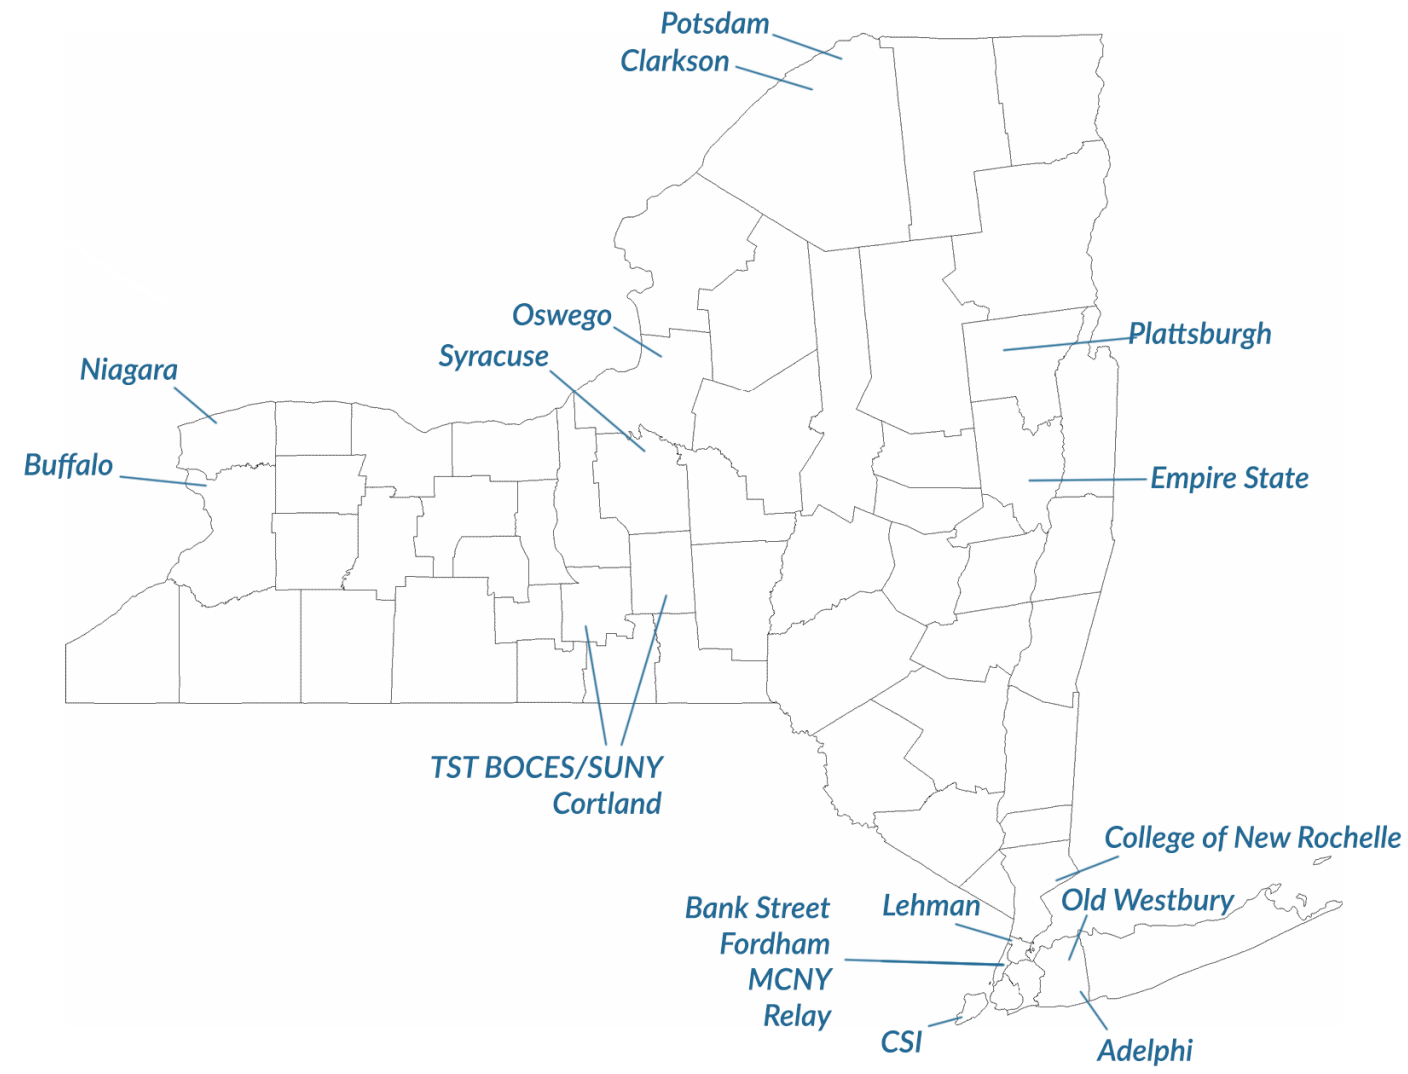 Potsdam
Clarkson
Oswego
Plattsburgh
Syracuse
Niagara
Buffalo
Empire State
TST BOCES/SUNY
Cortland
College of New Rochelle
Old Westbury
Lehman
Bank Street
Fordham
MCNY
Relay
CSI
Adelphi